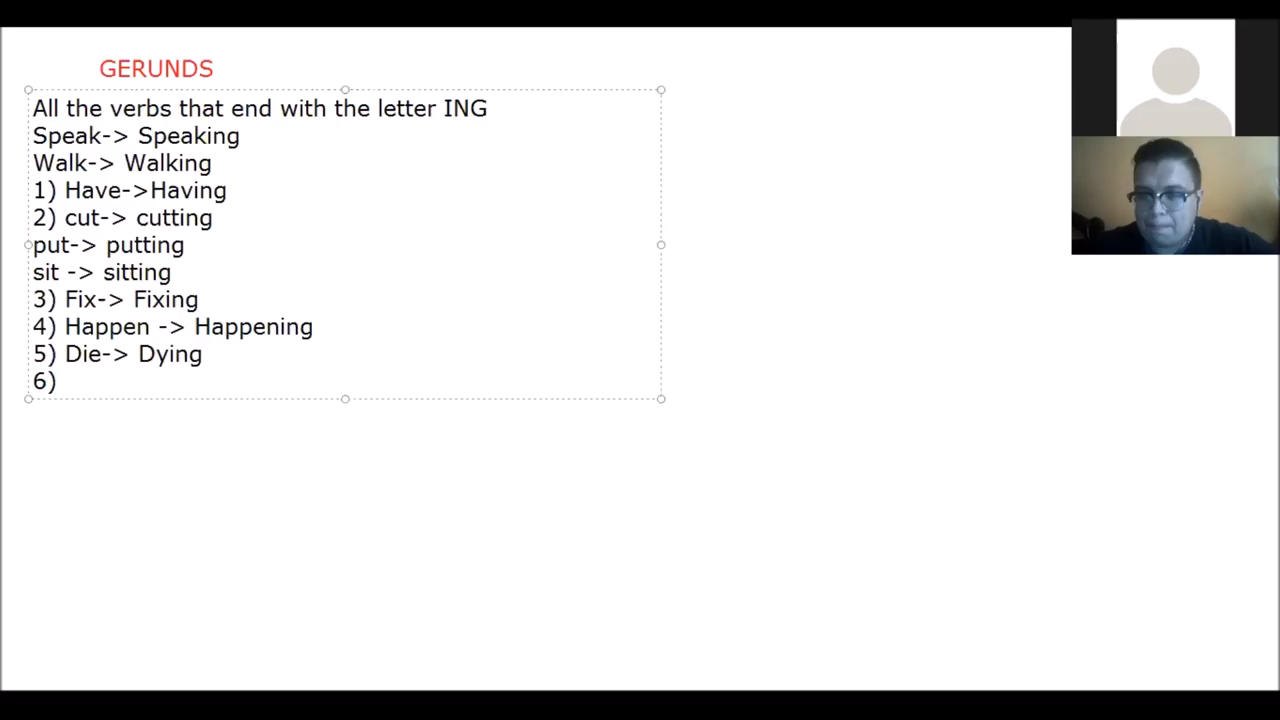 GERUNDS
All the verbs that end with the letter ING
Speak-> Speaking
Walk-> Walking
1) Have->Having
2) cut-> cutting
put-> putting
sit -> sitting
3) Fix-> Fixing
4) Happen -> Happening
5) Die-> Dying
6)